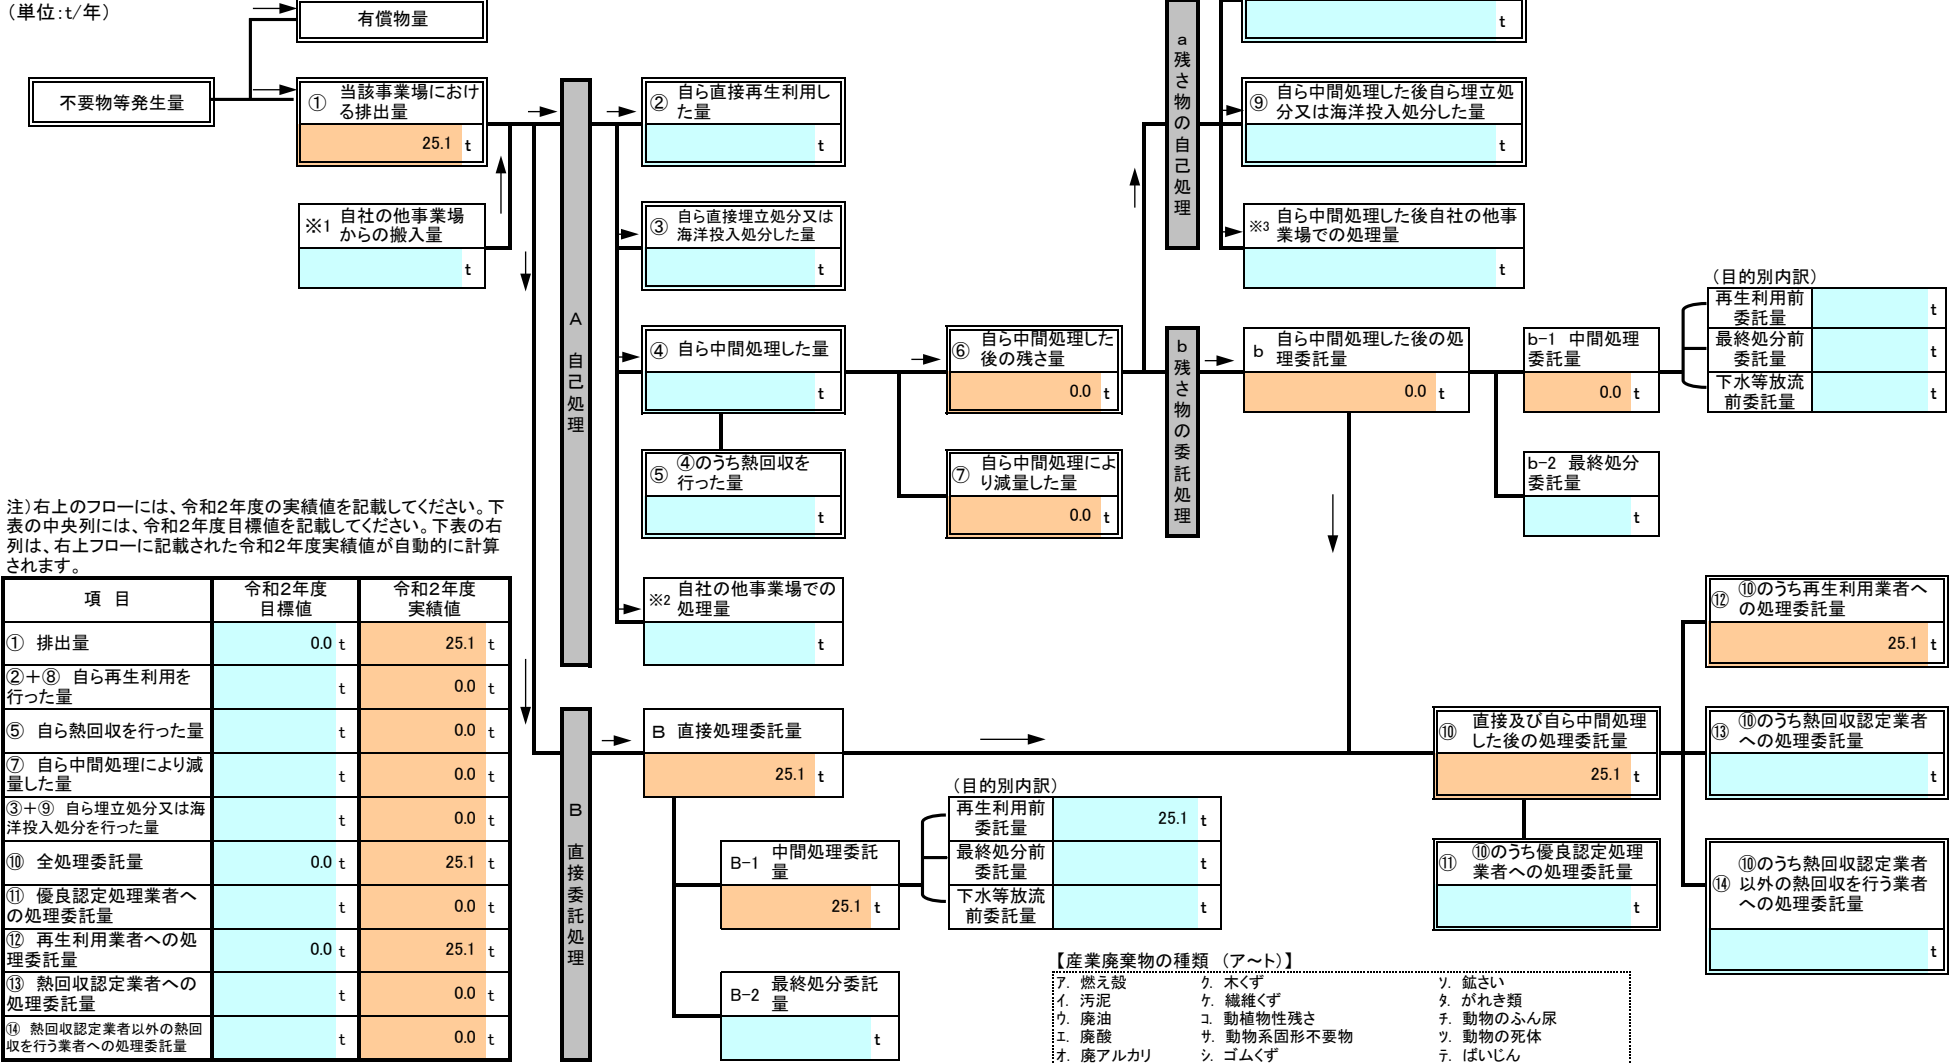 (単位:t/年)
有償物量
t
不要物等発生量
① 当該事業場におけ
る排出量
25.1 t
※1 自社の他事業場
からの搬入量
t
A 自己処理
② 自ら直接再生利用し
た量
t
③ 自ら直接埋立処分又は
海洋投入処分した量
t
④ 自ら中間処理した量
t
⑤ ④のうち熱回収を
行った量
t
※2 自社の他事業場での
処理量
t
⑥ 自ら中間処理した
後の残さ量
0.0 t
⑦ 自ら中間処理によ
り減量した量
0.0 t
a 残さ物の自己処理
⑨ 自ら中間処理した後自ら埋立処
分又は海洋投入処分した量
t
※3 自ら中間処理した後自社の他事
業場での処理量
t
b 残さ物の委託処理
b 自ら中間処理した後の処
理委託量
0.0 t
b-1 中間処理
委託量
0.0 t
b-2 最終処分
委託量
t
(目的別内訳)
再生利用前
委託量 t
最終処分前
委託量 t
下水等放流
前委託量 t
注)右上のフローには、令和2年度の実績値を記載してください。下
表の中央列には、令和2年度目標値を記載してください。下表の右
列は、右上フローに記載された令和2年度実績値が自動的に計算
されます。
項 目 令和2年度
目標値 令和2年度
実績値
① 排出量 0.0 t 25.1 t
②+⑧ 自ら再生利用を
行った量 t 0.0 t
⑤ 自ら熱回収を行った量 t 0.0 t
⑦ 自ら中間処理により減
量した量 t 0.0 t
③+⑨ 自ら埋立処分又は海
洋投入処分を行った量 t 0.0 t
⑩ 全処理委託量 0.0 t 25.1 t
⑪ 優良認定処理業者へ
の処理委託量 t 0.0 t
⑫ 再生利用業者への処
理委託量 0.0 t 25.1 t
⑬ 熱回収認定業者への
処理委託量 t 0.0 t
⑭ 熱回収認定業者以外の熱回
収を行う業者への処理委託量 t 0.0 t
B 直接委託処理
B 直接処理委託量
25.1 t
B-1 中間処理委託
量
25.1 t
B-2 最終処分委託
量
t
(目的別内訳)
再生利用前
委託量 25.1 t
最終処分前
委託量 t
下水等放流
前委託量 t
⑩ 直接及び自ら中間処理
した後の処理委託量
25.1 t
⑪ ⑩のうち優良認定処理
業者への処理委託量
t
⑫ ⑩のうち再生利用業者へ
の処理委託量
25.1 t
⑬ ⑩のうち熱回収認定業者
への処理委託量
t
⑭ ⑩のうち熱回収認定業者
以外の熱回収を行う業者
への処理委託量
t
【産業廃棄物の種類 (ア~ト)】
ア. 燃え殻 ク. 木くず ソ. 鉱さい
イ. 汚泥 ケ. 繊維くず タ. がれき類
ウ. 廃油 コ. 動植物性残さ チ. 動物のふん尿
エ. 廃酸 サ. 動物系固形不要物 ツ. 動物の死体
オ. 廃アルカリ シ. ゴムくず テ. ばいじん